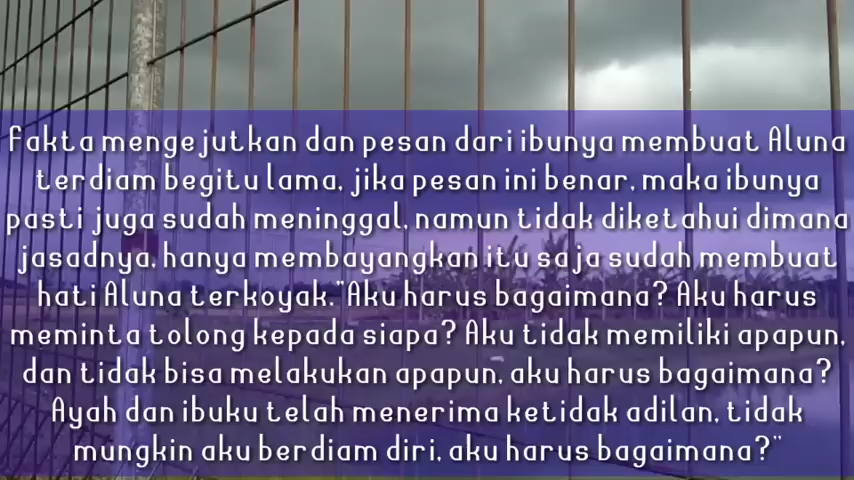 Fakta mengejutkan dan pesan dari ibunya membuat Aluna
terdiam begitu lama, jika pesan ini benar, maka ibunya
pasti juga sudah meninggal, namun tidak diketahui dimana
jasadnya, hanya membayangkan itu saja sudah membuat
hati Aluna terkoyak."Aku harus bagaimana? Aku harus
meminta tolong kepada siapa? Aku tidak memiliki apapun,
dan tidak bisa melakukan apapun, aku harus bagaimana?
Ayah dan ibuku telah menerima ketidak adilan, tidak
mungkin aku berdiam diri, aku harus bagaimana?"